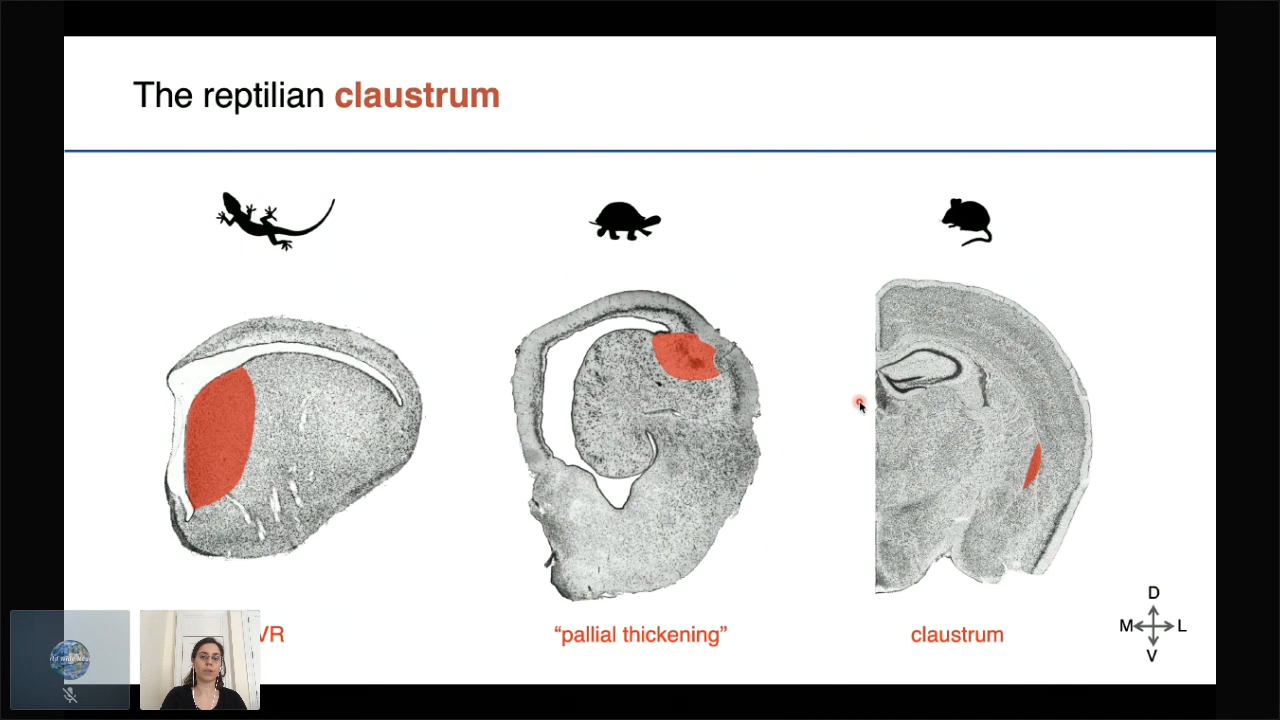 The reptilian claustrum
VR
“pallial thickening”
claustrum
D
M
L
V